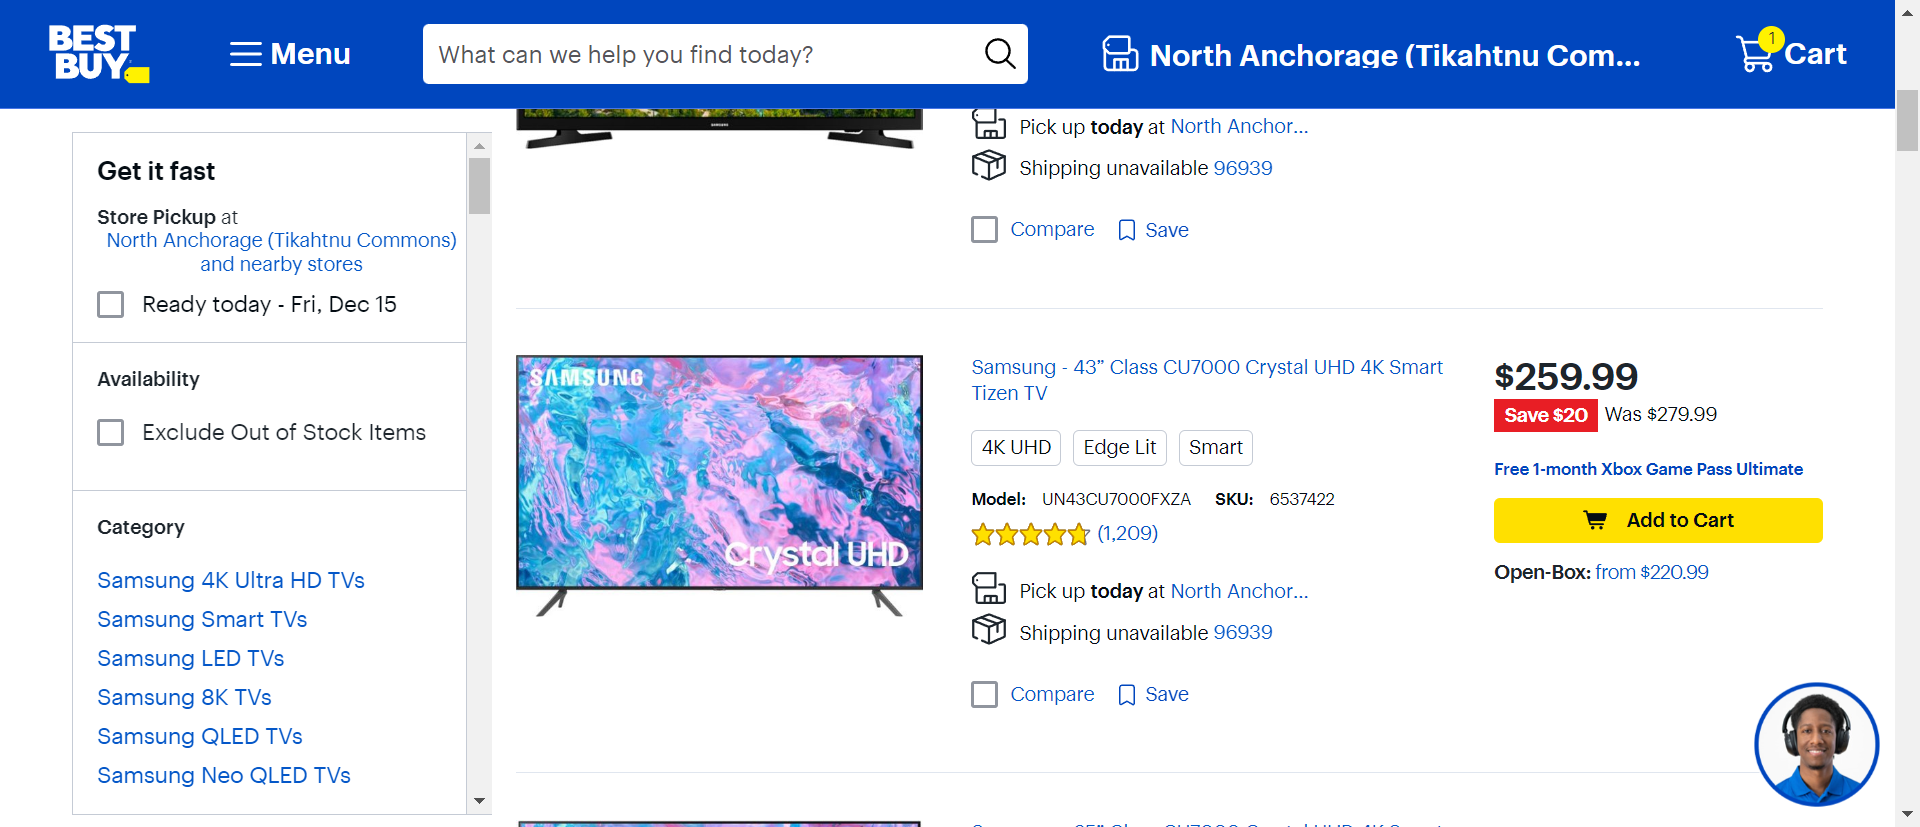 BEST BUY
Menu
What can we help you find today?
North Anchorage (Tikahtnu Com...
1
Cart
Get it fast
Store Pickup at
North Anchorage (Tikahtnu Commons)
and nearby stores
Ready today - Fri, Dec 15
Availability
Exclude Out of Stock Items
Category
Samsung 4K Ultra HD TVs
Samsung Smart TVs
Samsung LED TVs
Samsung 8K TVs
Samsung QLED TVs
Samsung Neo QLED TVs
SAMSUNG
Pick up today at North Anchor...
Shipping unavailable 96939
Compare
Save
SAMSUNG
Crystal UHD
Samsung - 43” Class CU7000 Crystal UHD 4K Smart
Tizen TV
4K UHD
Edge Lit
Smart
Model: UN43CU7000FXZA SKU: 6537422
(1,209)
Pick up today at North Anchor...
Shipping unavailable 96939
Compare
Save
$259.99
Save $20 Was $279.99
Free 1-month Xbox Game Pass Ultimate
Add to Cart
Open-Box: from $220.99